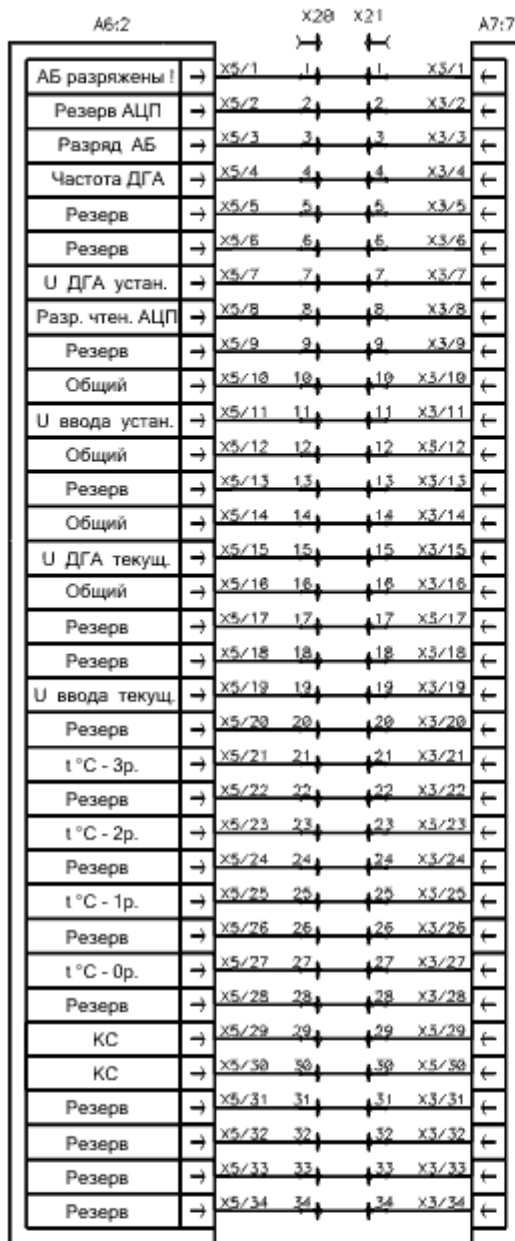 А6:2 X20 X21 А7:7
АБ разряжены ! X5/1 1 1 X3/1
Резерв АЦП X5/2 2 2 X3/2
Разряд АБ X5/3 3 3 X3/3
Частота ДГА X5/4 4 4 X3/4
Резерв X5/5 5 5 X3/5
Резерв X5/6 6 6 X3/6
U ДГА устан. X5/7 7 7 X3/7
Разр. чтен. АЦП X5/8 8 8 X3/8
Резерв X5/9 9 9 X3/9
Общий X5/10 10 10 X3/10
U ввода устан. X5/11 11 11 X3/11
Общий X5/12 12 12 X3/12
Резерв X5/13 13 13 X3/13
Общий X5/14 14 14 X3/14
U ДГА текущ. X5/15 15 15 X3/15
Общий X5/16 16 16 X3/16
Резерв X5/17 17 17 X3/17
Резерв X5/18 18 18 X3/18
U ввода текущ. X5/19 19 19 X3/19
Резерв X5/20 20 20 X3/20
t °C - 3р. X5/21 21 21 X3/21
Резерв X5/22 22 22 X3/22
t °C - 2р. X5/23 23 23 X3/23
Резерв X5/24 24 24 X3/24
t °C - 1р. X5/25 25 25 X3/25
Резерв X5/26 26 26 X3/26
t °C - 0р. X5/27 27 27 X3/27
Резерв X5/28 28 28 X3/28
КС X5/29 29 29 X3/29
КС X5/30 30 30 X3/30
Резерв X5/31 31 31 X3/31
Резерв X5/32 32 32 X3/32
Резерв X5/33 33 33 X3/33
Резерв X5/34 34 34 X3/34